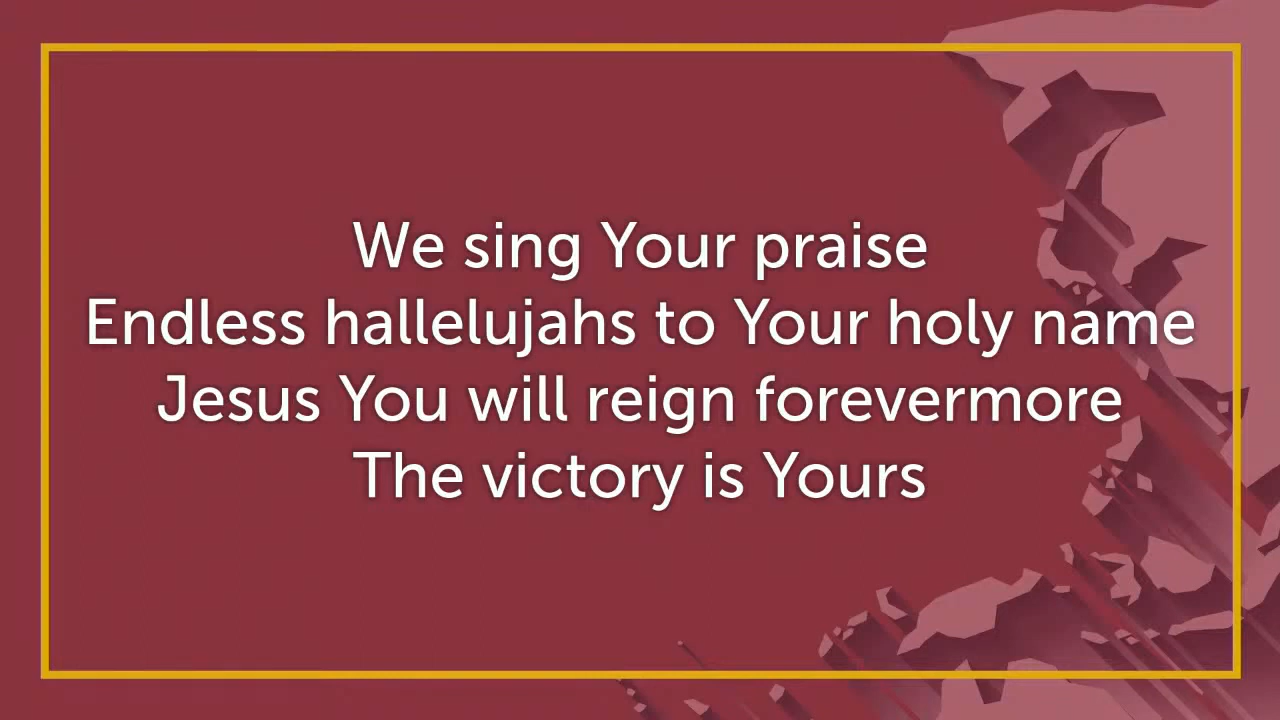 We sing Your praise
Endless hallelujahs to Your holy name
Jesus You will reign forevermore
The victory is Yours